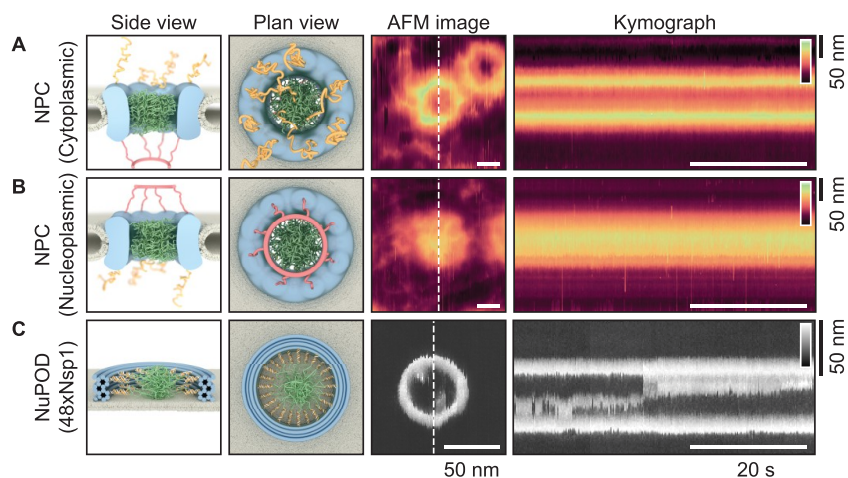 Side view Plan view AFM image Kymograph
A
NPC
(Cytoplasmic)
50 nm
B
NPC
(Nucleoplasmic)
50 nm
C
NuPOD
(48xNsp1)
50 nm
50 nm 20 s